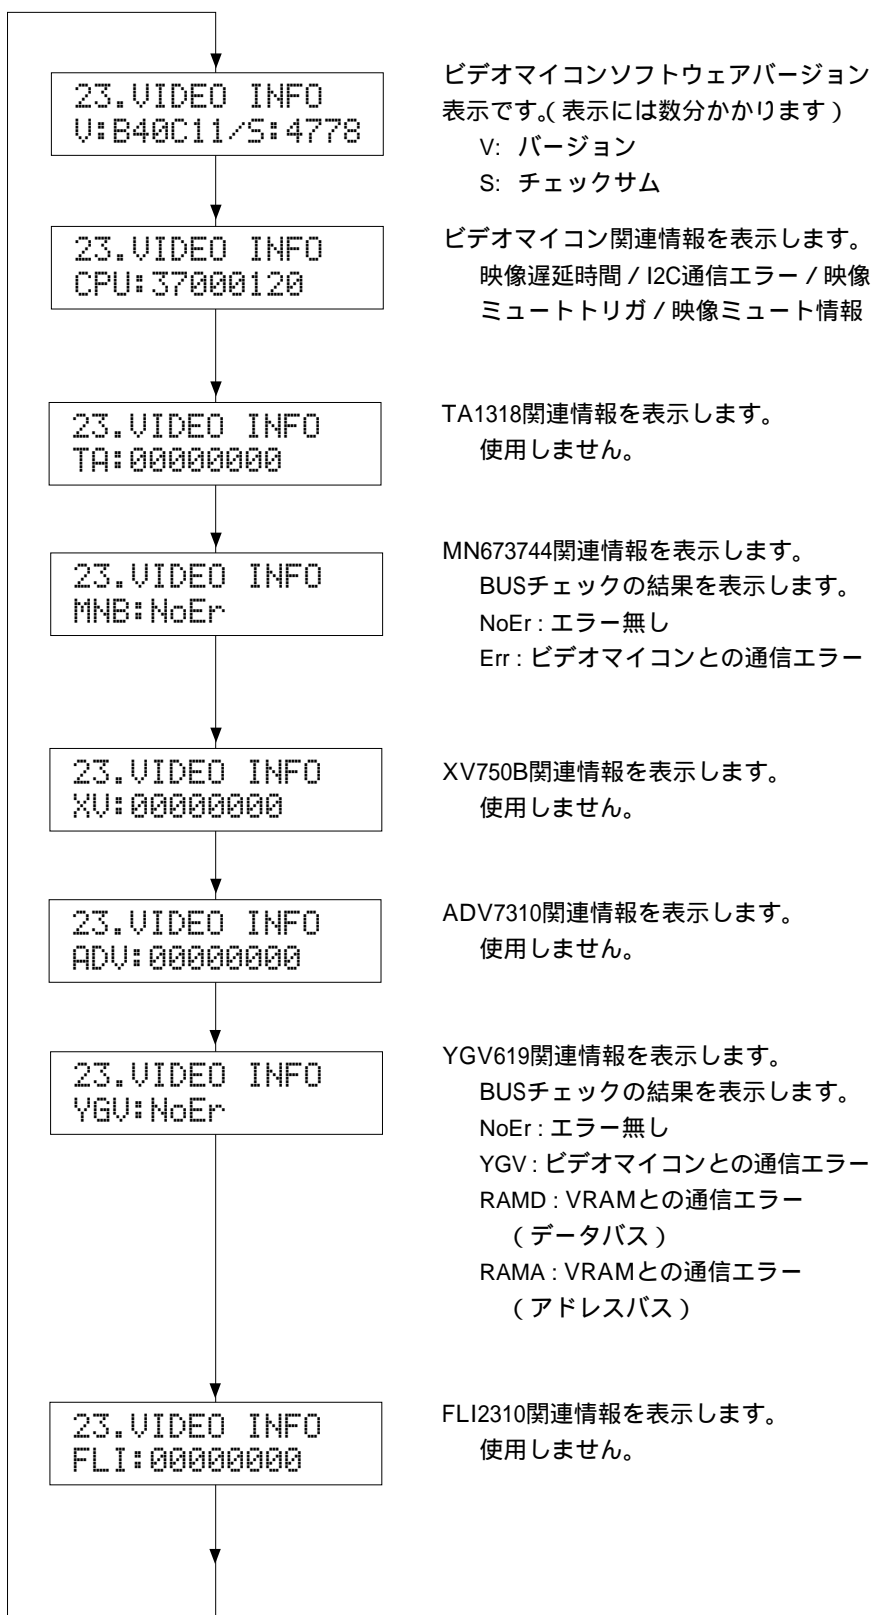 23.VIDEO INFO
V:B40C11/S:4778
ビデオマイコンソフトウェアバージョン
表示です。(表示には数分かかります)
V: バージョン
S: チェックサム
23.VIDEO INFO
CPU:37000120
ビデオマイコン関連情報を表示します。
映像遅延時間 / I2C通信エラー / 映像
ミュートトリガ / 映像ミュート情報
23.VIDEO INFO
TA:00000000
TA1318関連情報を表示します。
使用しません。
23.VIDEO INFO
MNB:NoEr
MN673744関連情報を表示します。
BUSチェックの結果を表示します。
NoEr : エラー無し
Err : ビデオマイコンとの通信エラー
23.VIDEO INFO
XV:00000000
XV750B関連情報を表示します。
使用しません。
23.VIDEO INFO
ADV:00000000
ADV7310関連情報を表示します。
使用しません。
23.VIDEO INFO
YGV:NoEr
YGV619関連情報を表示します。
BUSチェックの結果を表示します。
NoEr : エラー無し
YGV : ビデオマイコンとの通信エラー
RAMD : VRAMとの通信エラー
(データバス)
RAMA : VRAMとの通信エラー
(アドレスバス)
23.VIDEO INFO
FLI:00000000
FLI2310関連情報を表示します。
使用しません。